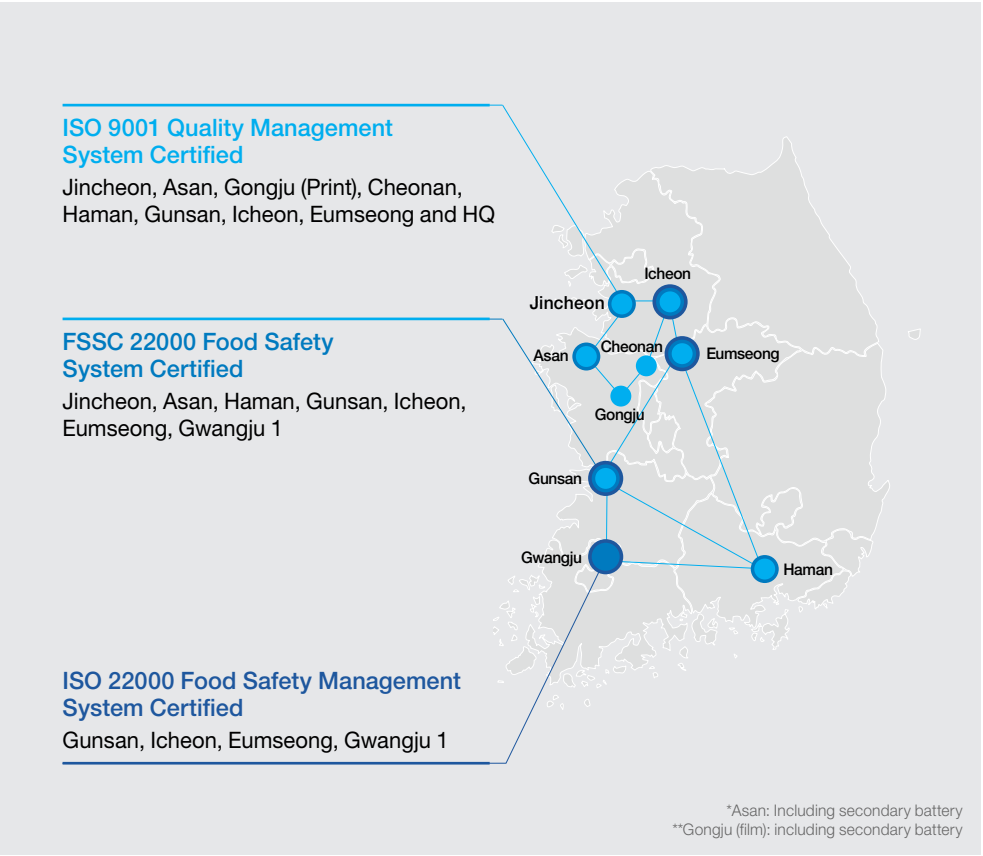 ISO 9001 Quality Management
System Certified
Jincheon, Asan, Gongju (Print), Cheonan,
Haman, Gunsan, Icheon, Eumseong and HQ
FSSC 22000 Food Safety
System Certified
Jincheon, Asan, Haman, Gunsan, Icheon,
Eumseong, Gwangju 1
ISO 22000 Food Safety Management
System Certified
Gunsan, Icheon, Eumseong, Gwangju 1
Icheon
Jincheon
Cheonan
Asan
Eumseong
Gongju
Gunsan
Gwangju
Haman
*Asan: Including secondary battery
**Gongju (film): including secondary battery